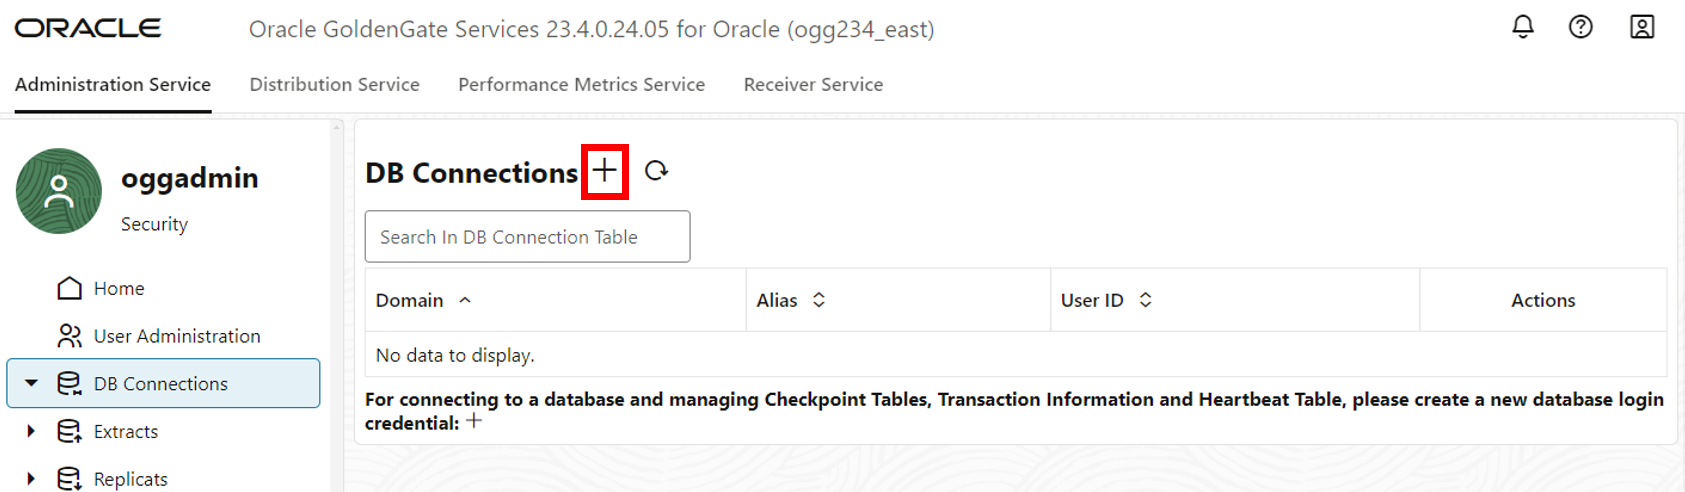 ORACLE
Oracle GoldenGate Services 23.4.0.24.05 for Oracle (ogg234_east)
Administration Service
Distribution Service
Performance Metrics Service
Receiver Service
oggadmin
Security
Home
User Administration
DB Connections
Extracts
Replicats
DB Connections
Search In DB Connection Table
Domain
Alias
User ID
Actions
No data to display.
For connecting to a database and managing Checkpoint Tables, Transaction Information and Heartbeat Table, please create a new database login
credential: